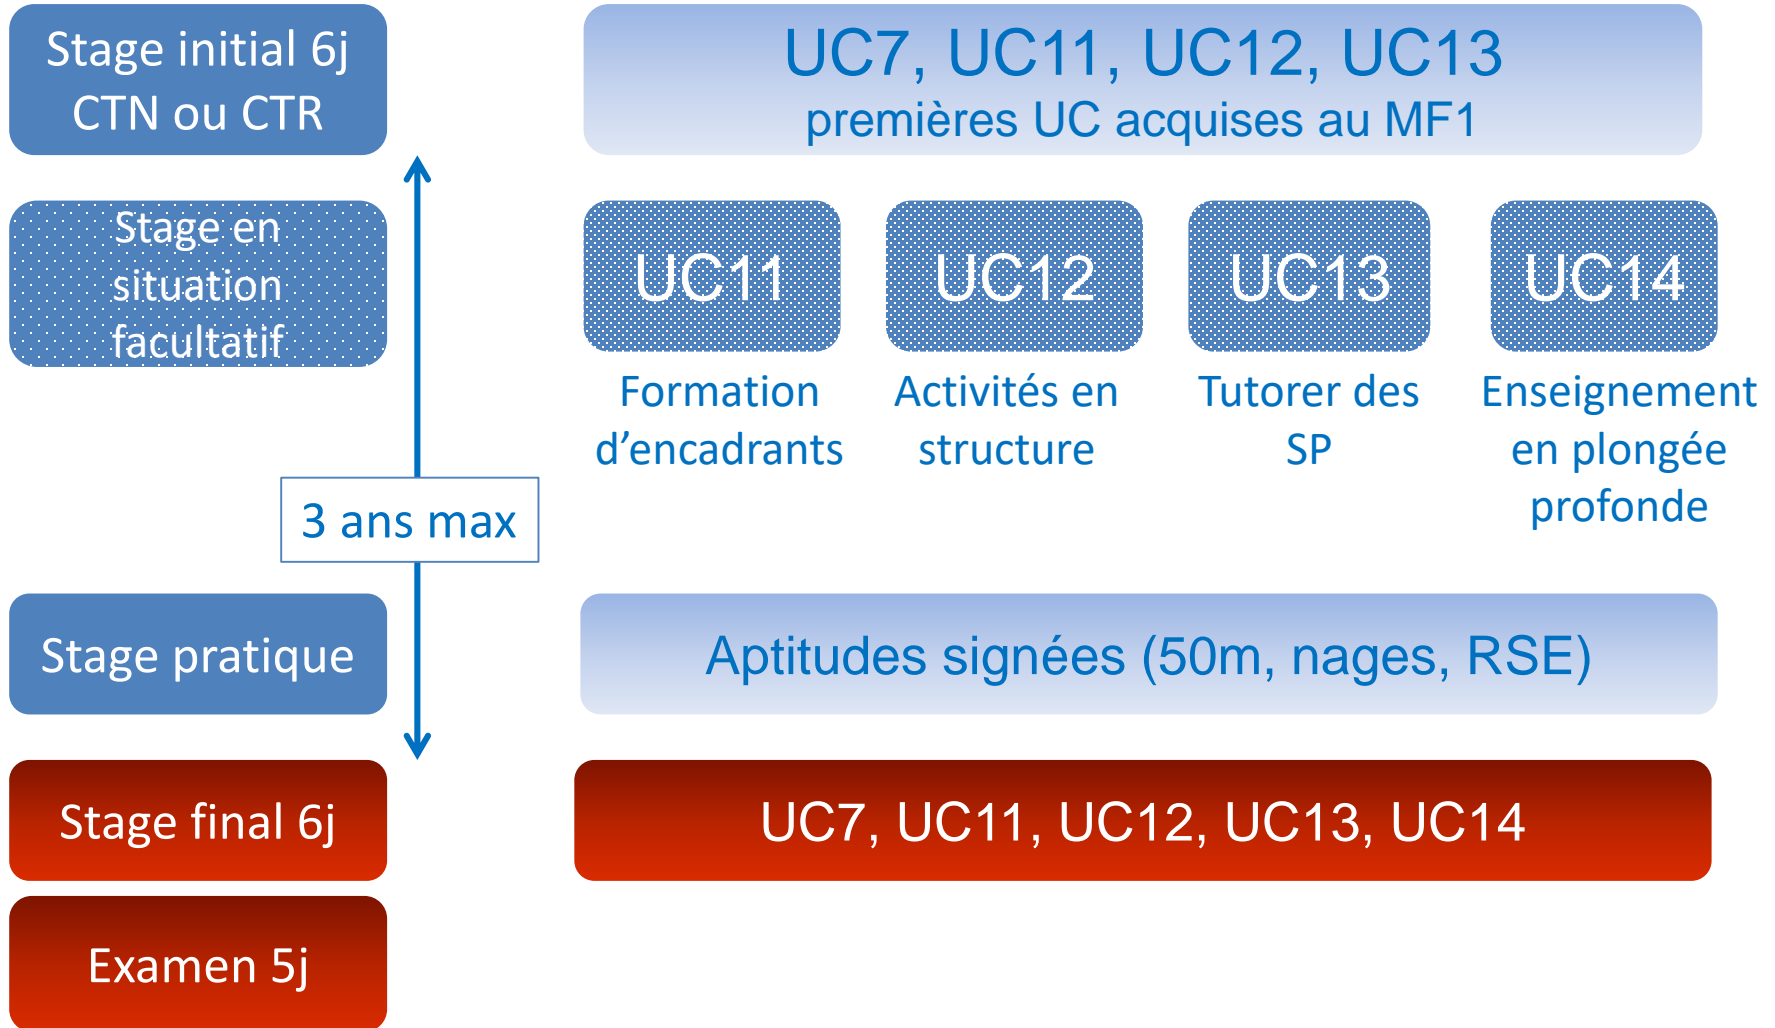 Stage initial 6j
CTN ou CTR
UC7, UC11, UC12, UC13
premières UC acquises au MF1
Stage en
situation
facultatif
UC11
UC12
UC13
UC14
Formation
d’encadrants
Activités en
structure
Tutorer des
SP
Enseignement
en plongée
profonde
3 ans max
Stage pratique
Aptitudes signées (50m, nages, RSE)
Stage final 6j
UC7, UC11, UC12, UC13, UC14
Examen 5j